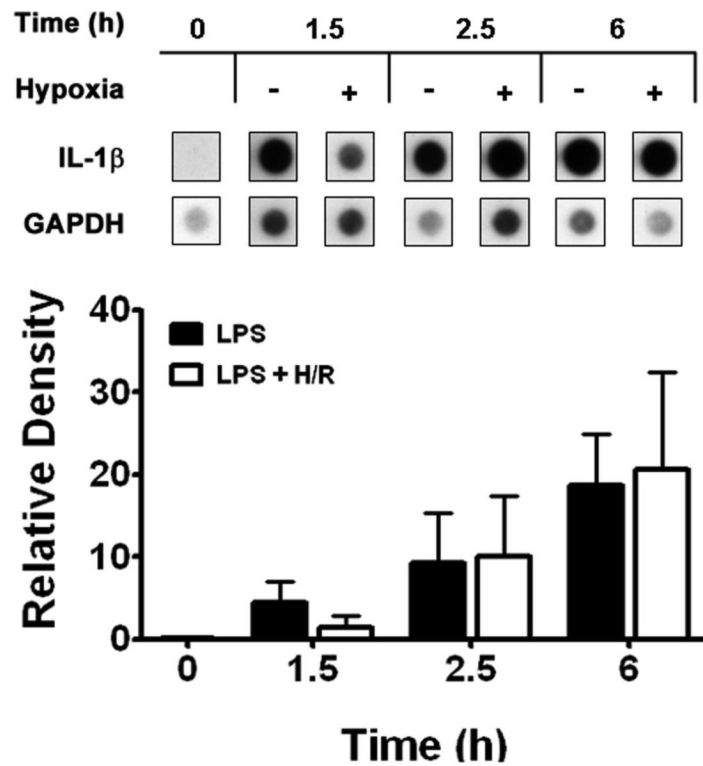 Time (h) 0 1.5 2.5 6
Hypoxia - + - + - +
IL-1β
GAPDH
Relative Density
40
30
20
10
0
LPS
LPS + H/R
0 1.5 2.5 6
Time (h)